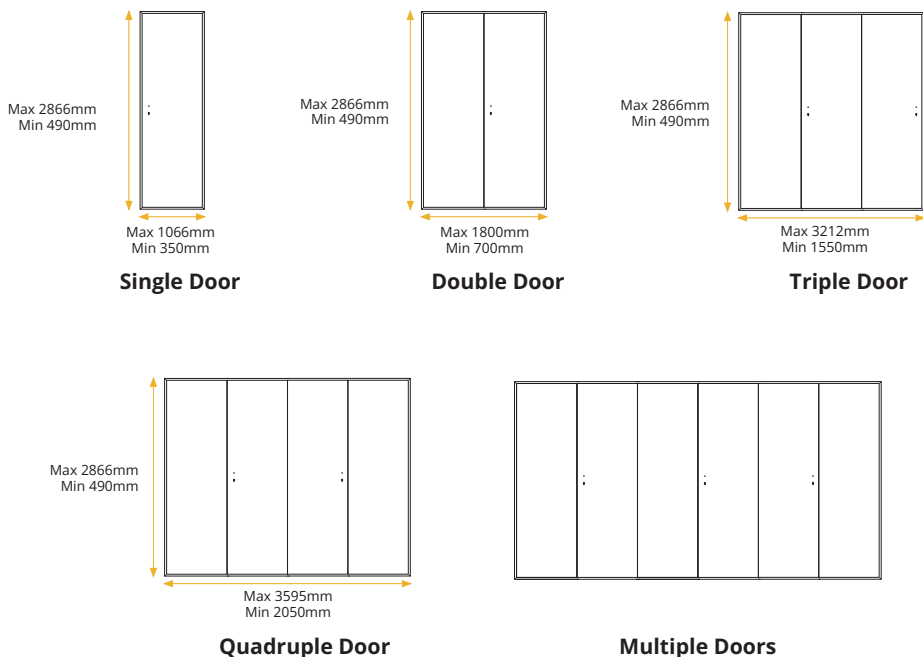 Max 2866mm
Min 490mm
Max 1066mm
Min 350mm
Single Door
Max 2866mm
Min 490mm
Max 1800mm
Min 700mm
Double Door
Max 2866mm
Min 490mm
Max 3212mm
Min 1550mm
Triple Door
Max 2866mm
Min 490mm
Max 3595mm
Min 2050mm
Quadruple Door
Multiple Doors